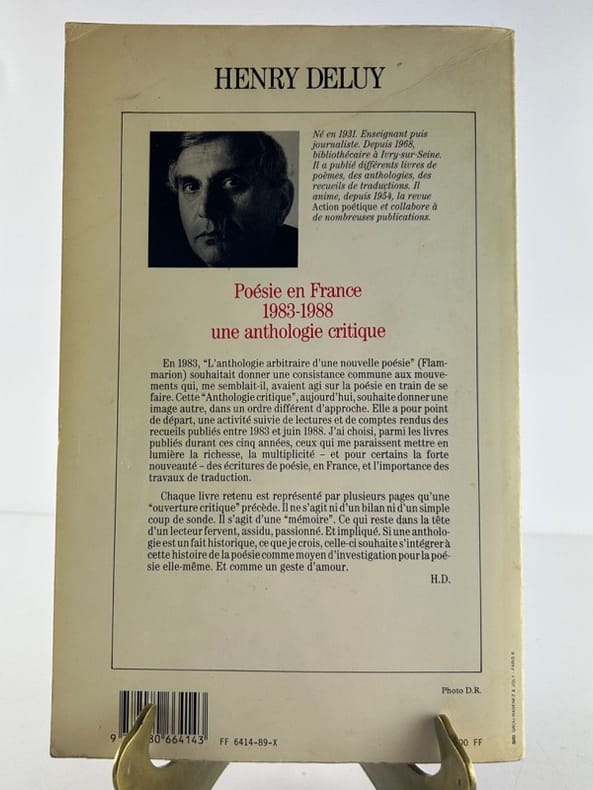 HENRY DELUY
Né en 1931. Enseignant puis
journaliste. Depuis 1968,
bibliothécaire à Ivry-sur-Seine.
Il a publié différents livres de
poèmes, des anthologies, des
recueils de traductions. Il
anime, depuis 1954, la revue
Action poétique et collabore à
de nombreuses publications.
Poésie en France
1983-1988
une anthologie critique
En 1983, “L’anthologie arbitraire d’une nouvelle poésie” (Flam-
marion) souhaitait donner une consistance commune aux mouve-
ments qui, me semblait-il, avaient agi sur la poésie en train de se
faire. Cette “Anthologie critique”, aujourd’hui, souhaite donner une
image autre, dans un ordre différent d’approche. Elle a pour point
de départ, une activité suivie de lectures et de comptes rendus des
recueils publiés entre 1983 et juin 1988. J’ai choisi, parmi les livres
publiés durant ces cinq années, ceux qui me paraissent mettre en
lumière la richesse, la multiplicité – et pour certains la forte
nouveauté – des écritures de poésie, en France, et l’importance des
travaux de traduction.
Chaque livre retenu est représenté par plusieurs pages qu’une
“ouverture critique” précède. Il ne s’agit ni d’un bilan ni d’un simple
coup de sonde. Il s’agit d’une “mémoire”. Ce qui reste dans la tête
d’un lecteur fervent, assidu, passionné. Et impliqué. Si une antholo-
gie est un fait historique, ce que je crois, celle-ci souhaite s’intégrer à
cette histoire de la poésie comme moyen d’investigation pour la poé-
sie elle-même. Et comme un geste d’amour.
H.D.
Photo D.R.
9 80664143 FF 6414-89-X
00 FF